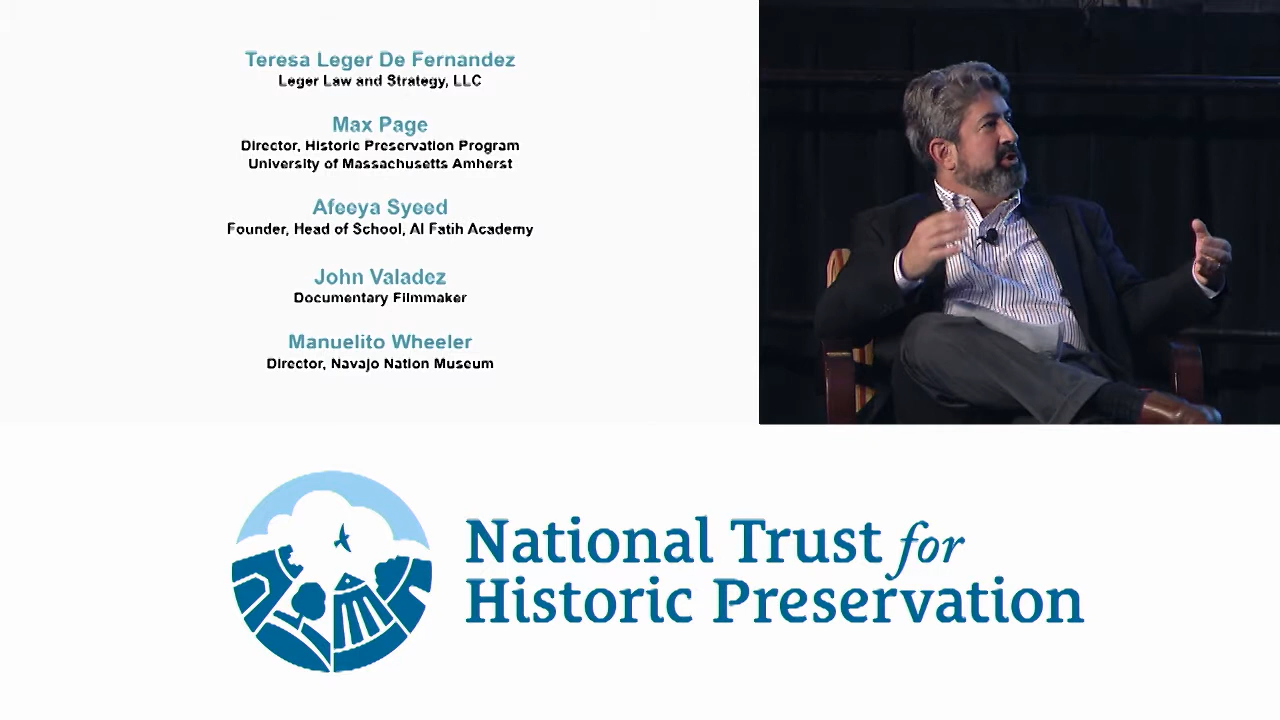 Teresa Leger De Fernandez
Leger Law and Strategy, LLC
Max Page
Director, Historic Preservation Program
University of Massachusetts Amherst
Afeeya Syeed
Founder, Head of School, Al Fatih Academy
John Valadez
Documentary Filmmaker
Manuelito Wheeler
Director, Navajo Nation Museum
National Trust for
Historic Preservation